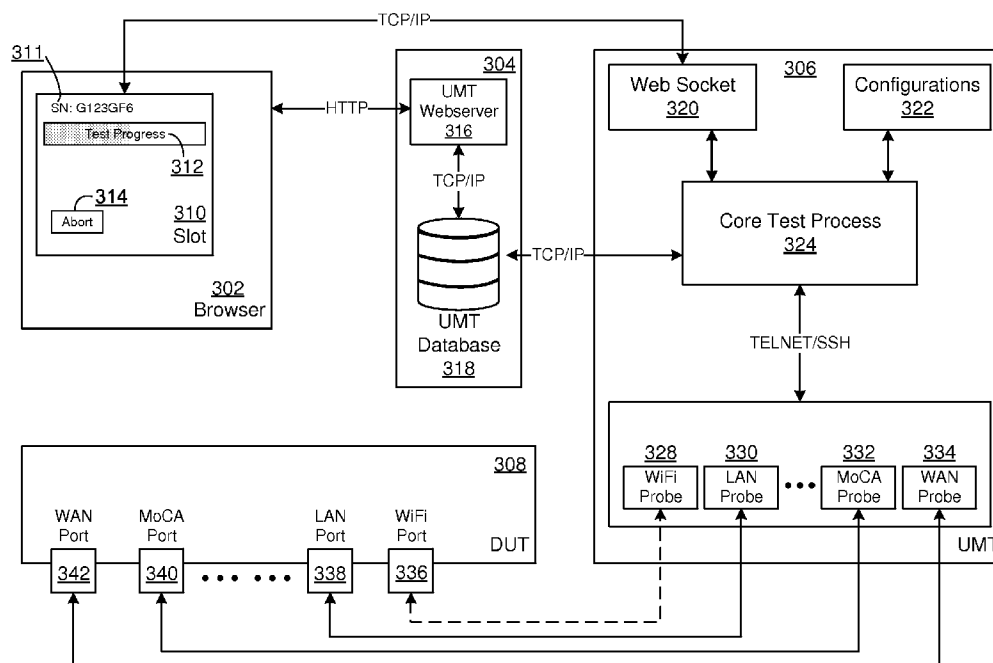 TCP/IP
311
SN: G123GF6
Test Progress
312
314
Abort
310
Slot
302
Browser
HTTP
304
UMT
Webserver
316
TCP/IP
UMT
Database
318
TCP/IP
306
Web Socket
320
Configurations
322
Core Test Process
324
TELNET/SSH
328
WiFi
Probe
330
LAN
Probe
332
MoCA
Probe
334
WAN
Probe
UMT
308
DUT
WAN
Port
342
MoCA
Port
340
LAN
Port
338
WiFi
Port
336